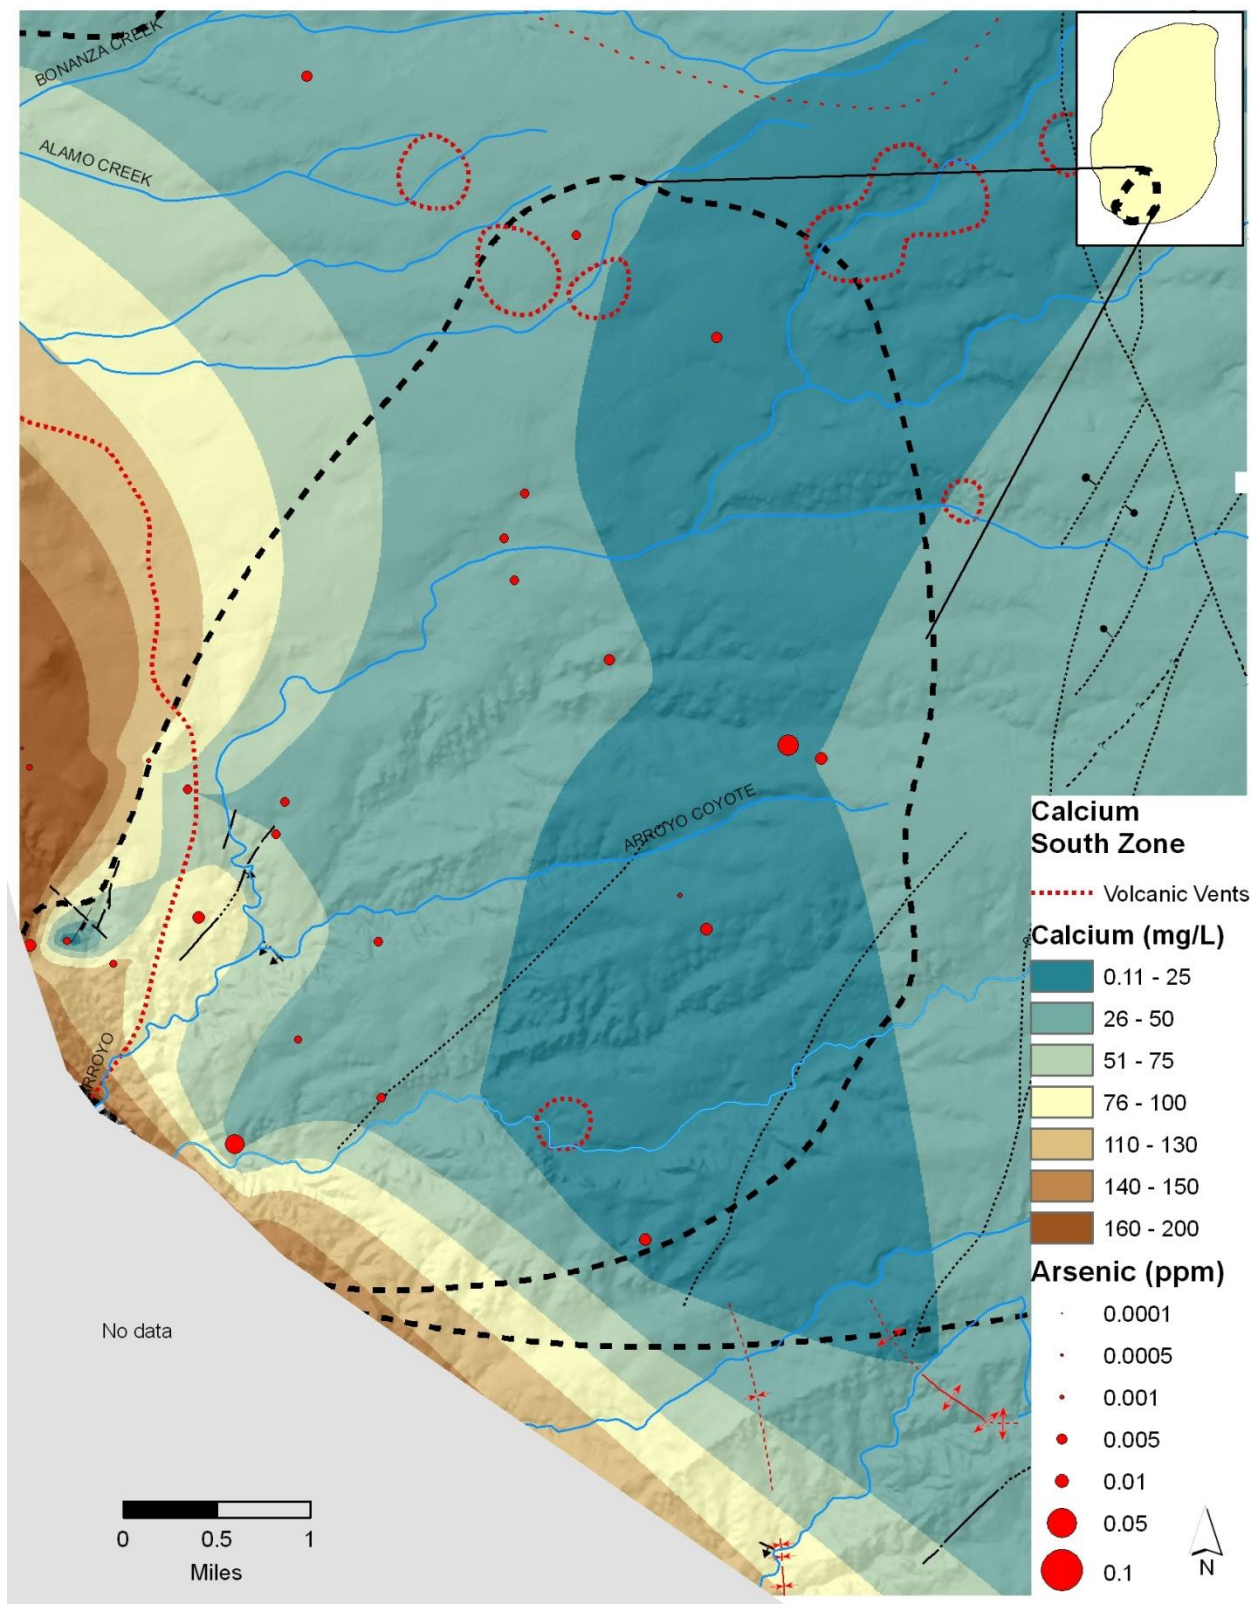 BONANZA CREEK
ALAMO CREEK
ARROYO COYOTE
ARROYO
No data
0 0.5 1
Miles
Calcium
South Zone
Volcanic Vents
Calcium (mg/L)
0.11 - 25
26 - 50
51 - 75
76 - 100
110 - 130
140 - 150
160 - 200
Arsenic (ppm)
0.0001
0.0005
0.001
0.005
0.01
0.05
0.1
N